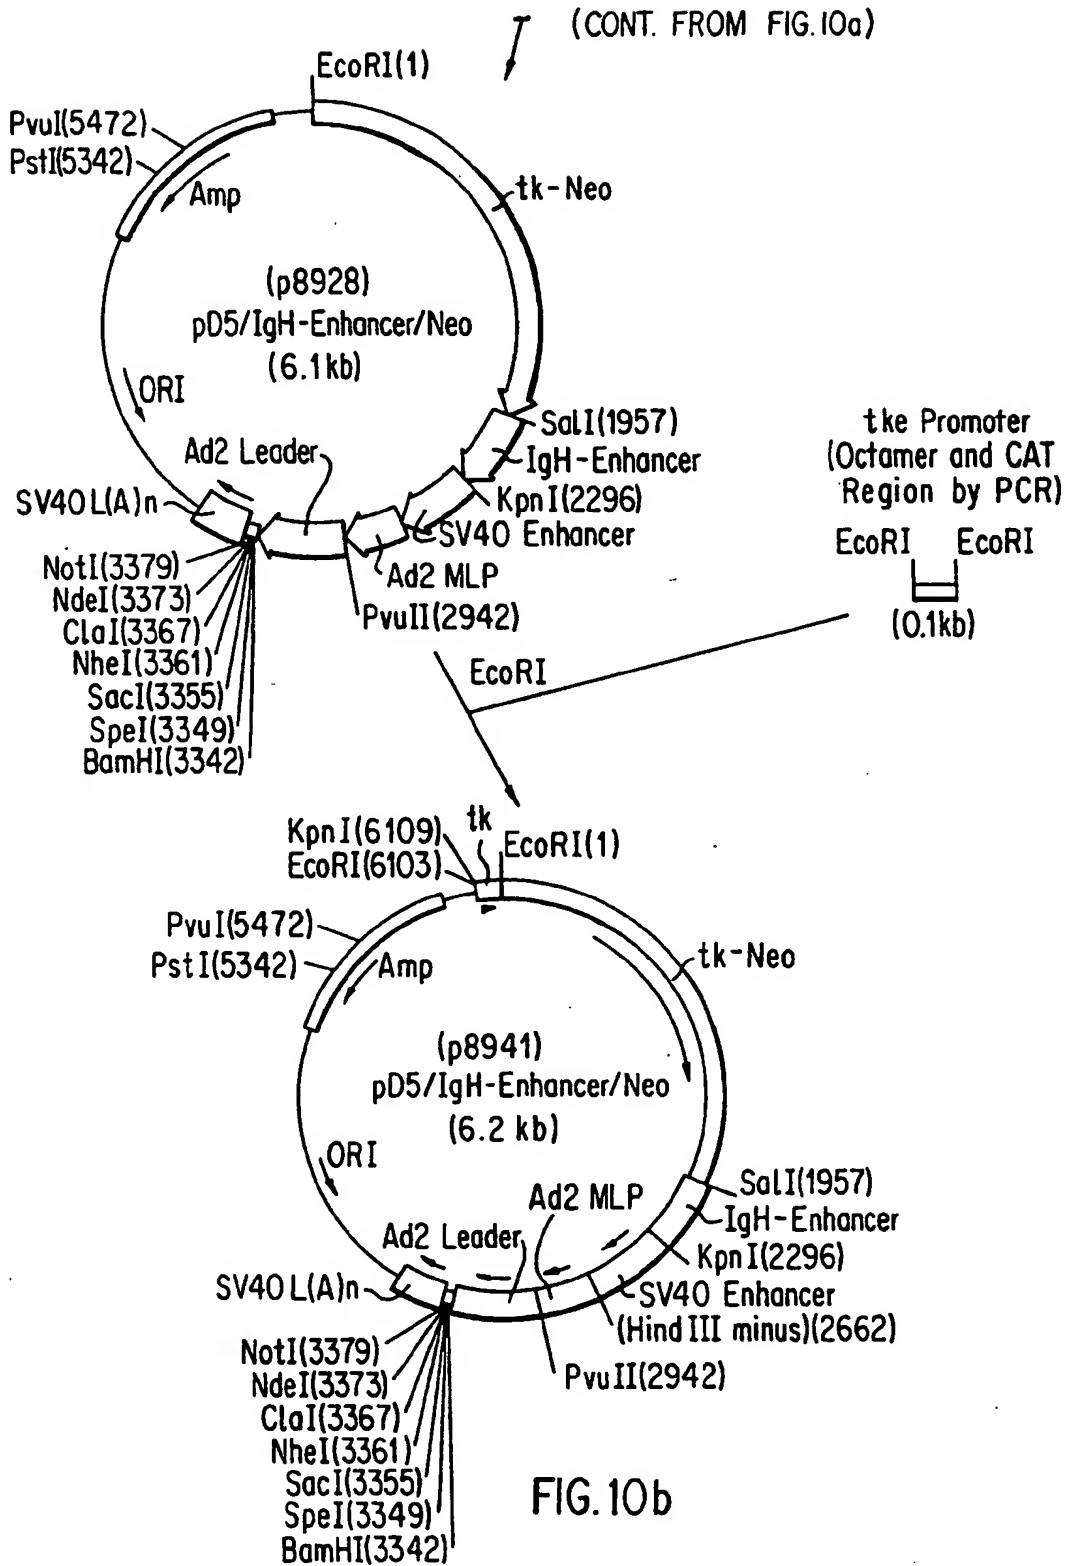 (CONT. FROM FIG.10a)
EcoRI(1)
PvuI(5472)
PstI(5342)
Amp
tk-Neo
(p8928)
pD5/IgH-Enhancer/Neo
(6.1kb)
ORI
Ad2 Leader
SV40 L(A)n
SalI(1957)
IgH-Enhancer
KpnI(2296)
SV40 Enhancer
Ad2 MLP
PvuII(2942)
NotI(3379)
NdeI(3373)
ClaI(3367)
NheI(3361)
SacI(3355)
SpeI(3349)
BamHI(3342)
tke Promoter
(Octamer and CAT
Region by PCR)
EcoRI EcoRI
(0.1kb)
EcoRI
KpnI(6109)
tk
EcoRI(6103)
EcoRI(1)
PvuI(5472)
PstI(5342)
Amp
tk-Neo
(p8941)
pD5/IgH-Enhancer/Neo
(6.2 kb)
ORI
Ad2 MLP
Ad2 Leader
SV40 L(A)n
SalI(1957)
IgH-Enhancer
KpnI(2296)
SV40 Enhancer
(Hind III minus)(2662)
PvuII(2942)
NotI(3379)
NdeI(3373)
ClaI(3367)
NheI(3361)
SacI(3355)
SpeI(3349)
BamHI(3342)
FIG.10b